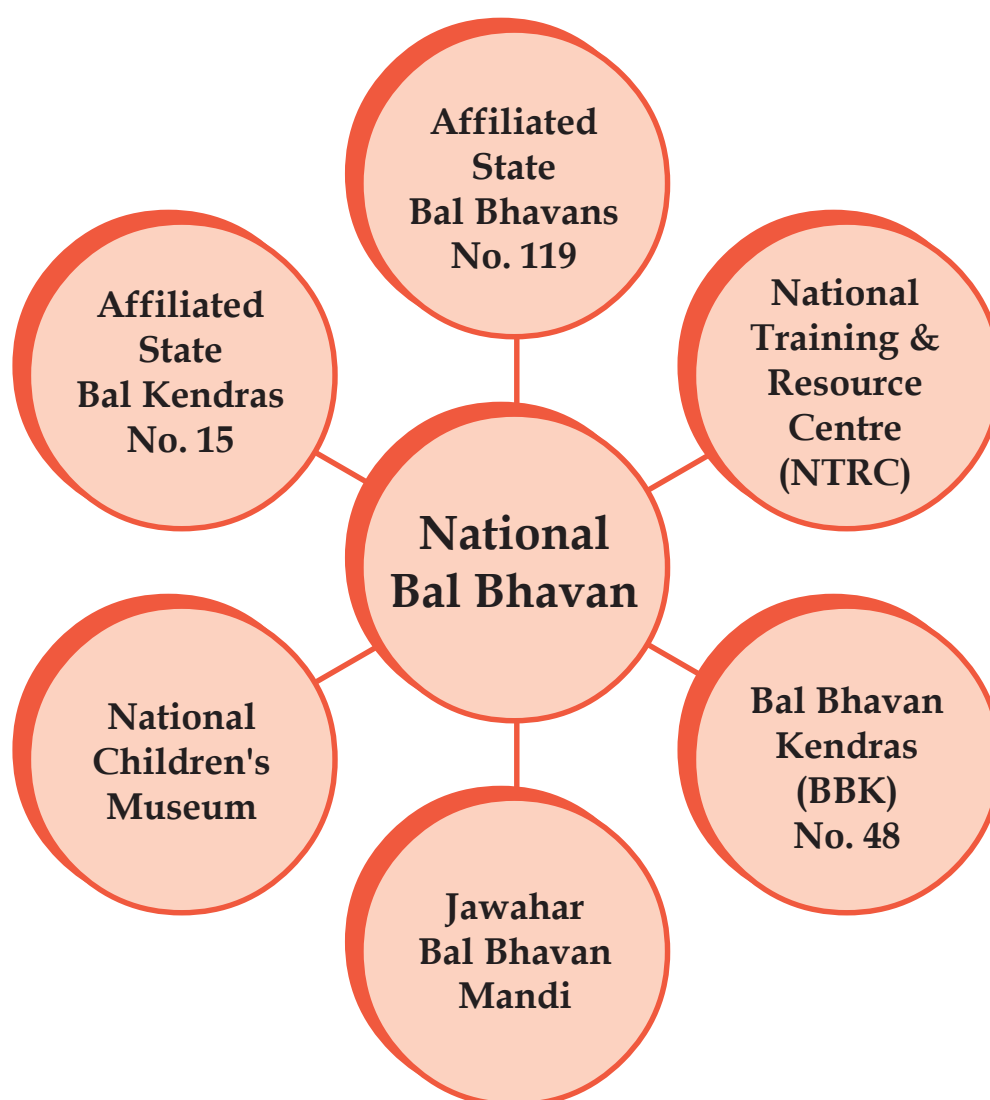 Affiliated
State
Bal Bhavans
No. 119
National
Training &
Resource
Centre
(NTRC)
Bal Bhavan
Kendras
(BBK)
No. 48
Jawahar
Bal Bhavan
Mandi
National
Children's
Museum
Affiliated
State
Bal Kendras
No. 15
National
Bal Bhavan